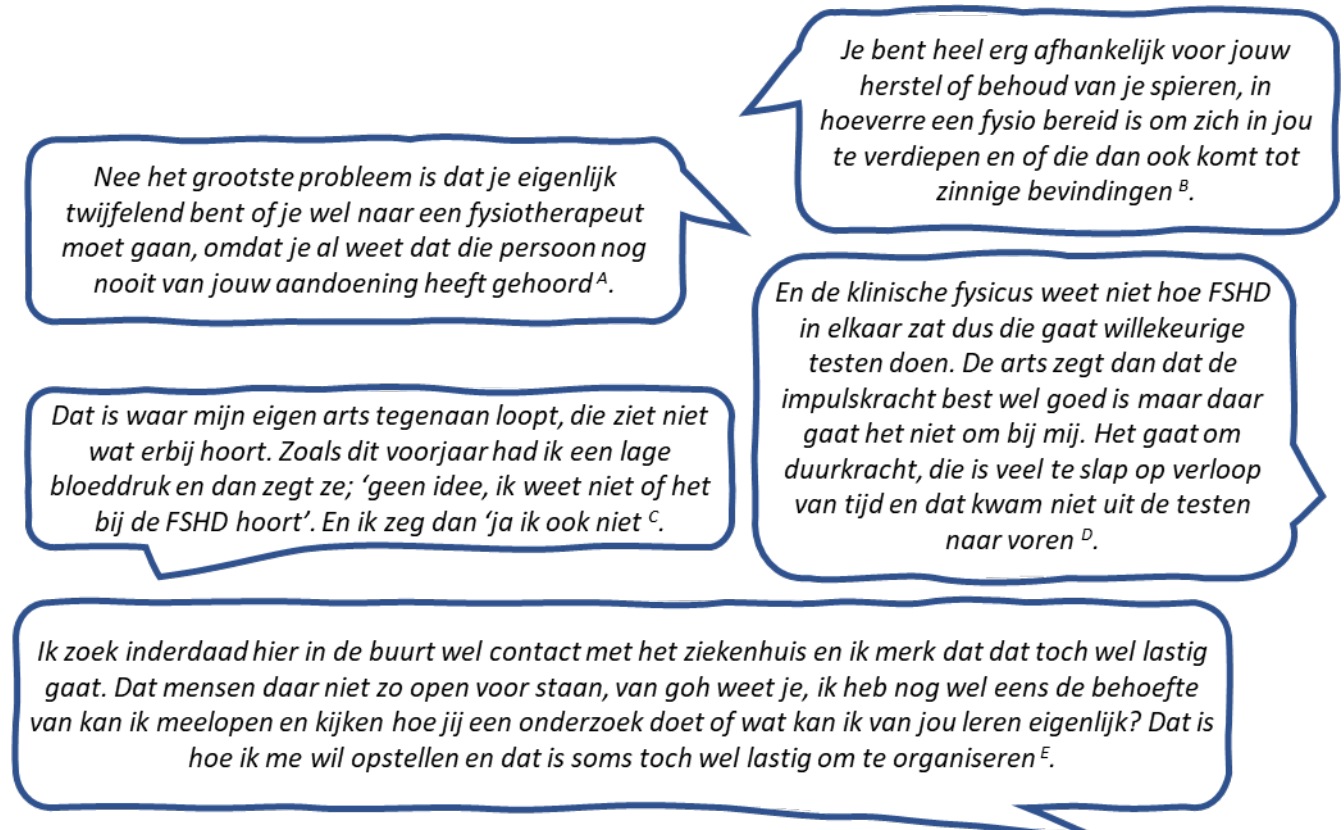 Je bent heel erg afhankelijk voor jouw
herstel of behoud van je spieren, in
hoeverre een fysio bereid is om zich in jou
te verdiepen en of die dan ook komt tot
zinnige bevindingen B.
Nee het grootste probleem is dat je eigenlijk
twijfelend bent of je wel naar een fysiotherapeut
moet gaan, omdat je al weet dat die persoon nog
nooit van jouw aandoening heeft gehoord A.
En de klinische fysicus weet niet hoe FSHD
in elkaar zat dus die gaat willekeurige
testen doen. De arts zegt dan dat de
impulskracht best wel goed is maar daar
gaat het niet om bij mij. Het gaat om
duurkracht, die is veel te slap op verloop
van tijd en dat kwam niet uit de testen
naar voren D.
Dat is waar mijn eigen arts tegenaan loopt, die ziet niet
wat erbij hoort. Zoals dit voorjaar had ik een lage
bloeddruk en dan zegt ze; ‘geen idee, ik weet niet of het
bij de FSHD hoort’. En ik zeg dan ‘ja ik ook niet C.
Ik zoek inderdaad hier in de buurt wel contact met het ziekenhuis en ik merk dat dat toch wel lastig
gaat. Dat mensen daar niet zo open voor staan, van goh weet je, ik heb nog wel eens de behoefte
van kan ik meelopen en kijken hoe jij een onderzoek doet of wat kan ik van jou leren eigenlijk? Dat is
hoe ik me wil opstellen en dat is soms toch wel lastig om te organiseren E.